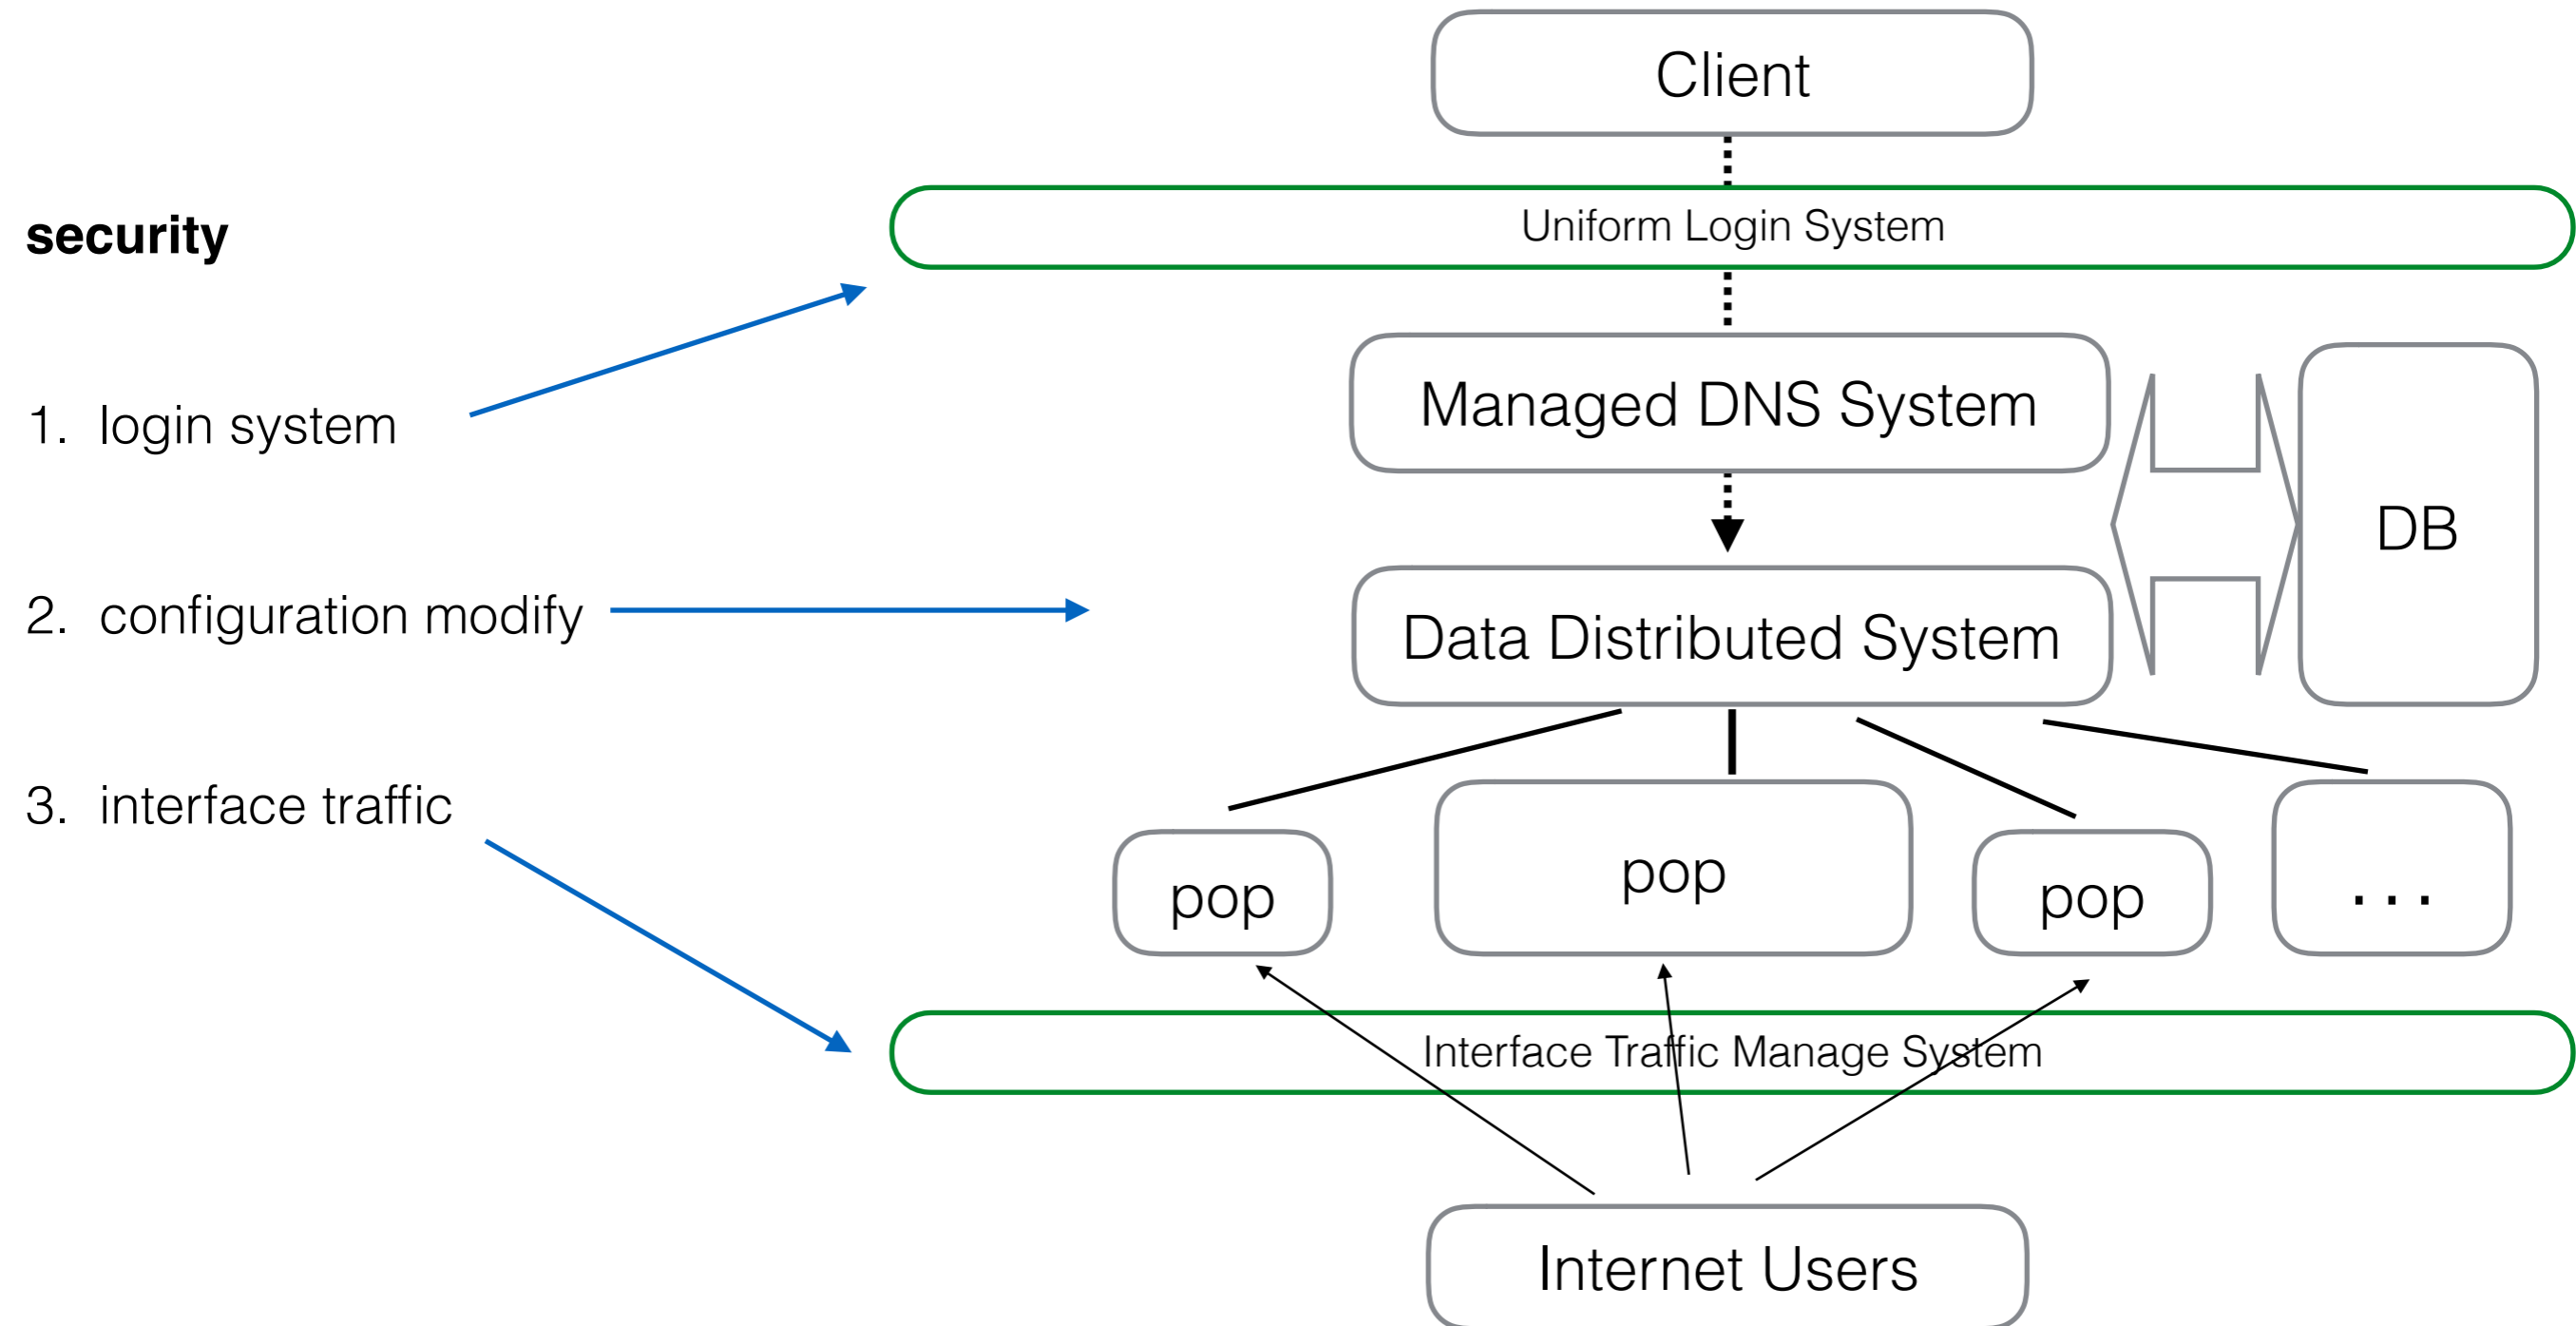 Client
Uniform Login System
security
Managed DNS System
1. login system
DB
2. configuration modify
Data Distributed System
3. interface traffic
pop
pop
pop
...
Interface Traffic Manage System
Internet Users